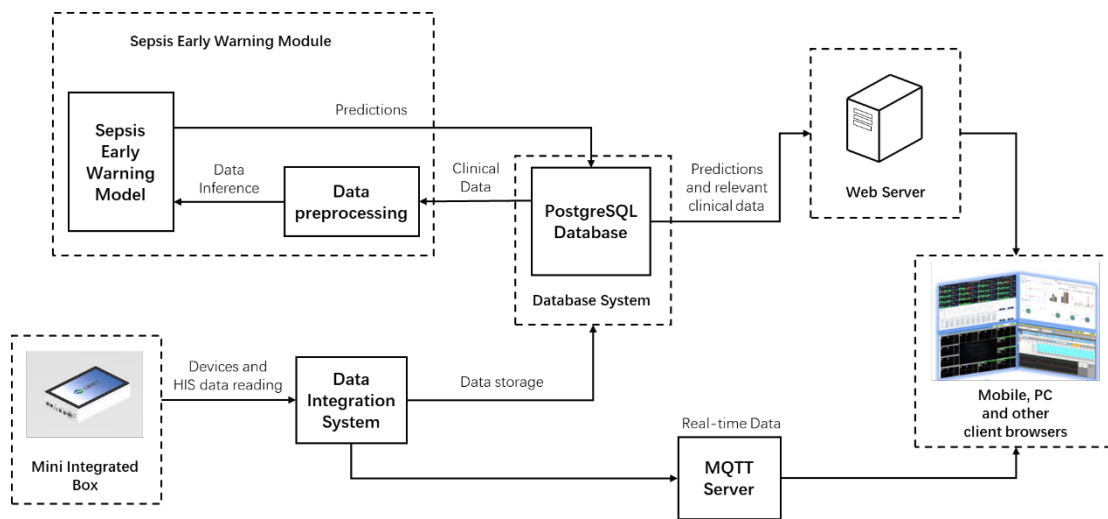 Sepsis Early Warning Module
Sepsis
Early
Warning
Model
Predictions
Data
Inference
Data
preprocessing
Clinical
Data
PostgreSQL
Database
Database System
Predictions
and relevant
clinical data
Web Server
Mobile, PC
and other
client browsers
Mini Integrated
Box
Devices and
HIS data reading
Data
Integration
System
Data storage
Real-time Data
MQTT
Server